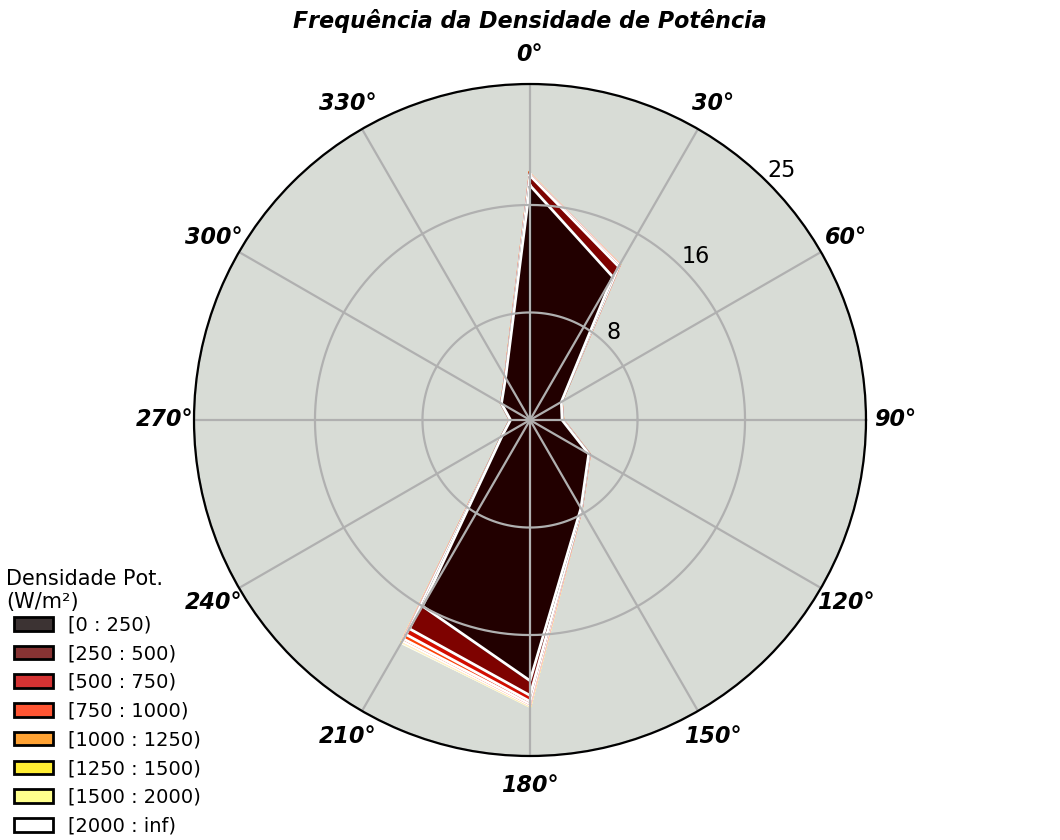 Frequência da Densidade de Potência
0°
330°
30°
25
300°
60°
16
8
270°
90°
240°
120°
210°
150°
180°
Densidade Pot.
(W/m²)
[0 : 250)
[250 : 500)
[500 : 750)
[750 : 1000)
[1000 : 1250)
[1250 : 1500)
[1500 : 2000)
[2000 : inf)